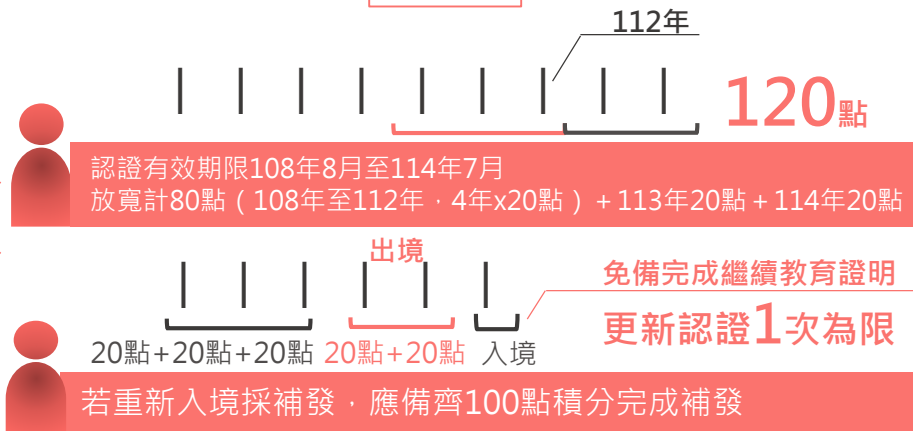 112年
120點
認證有效期限108年8月至114年7月
放寬計80點（108年至112年，4年x20點）+113年20點+114年20點
出境
免備完成繼續教育證明
更新認證1次為限
20點+20點+20點 20點+20點 入境
若重新入境採補發，應備齊100點積分完成補發